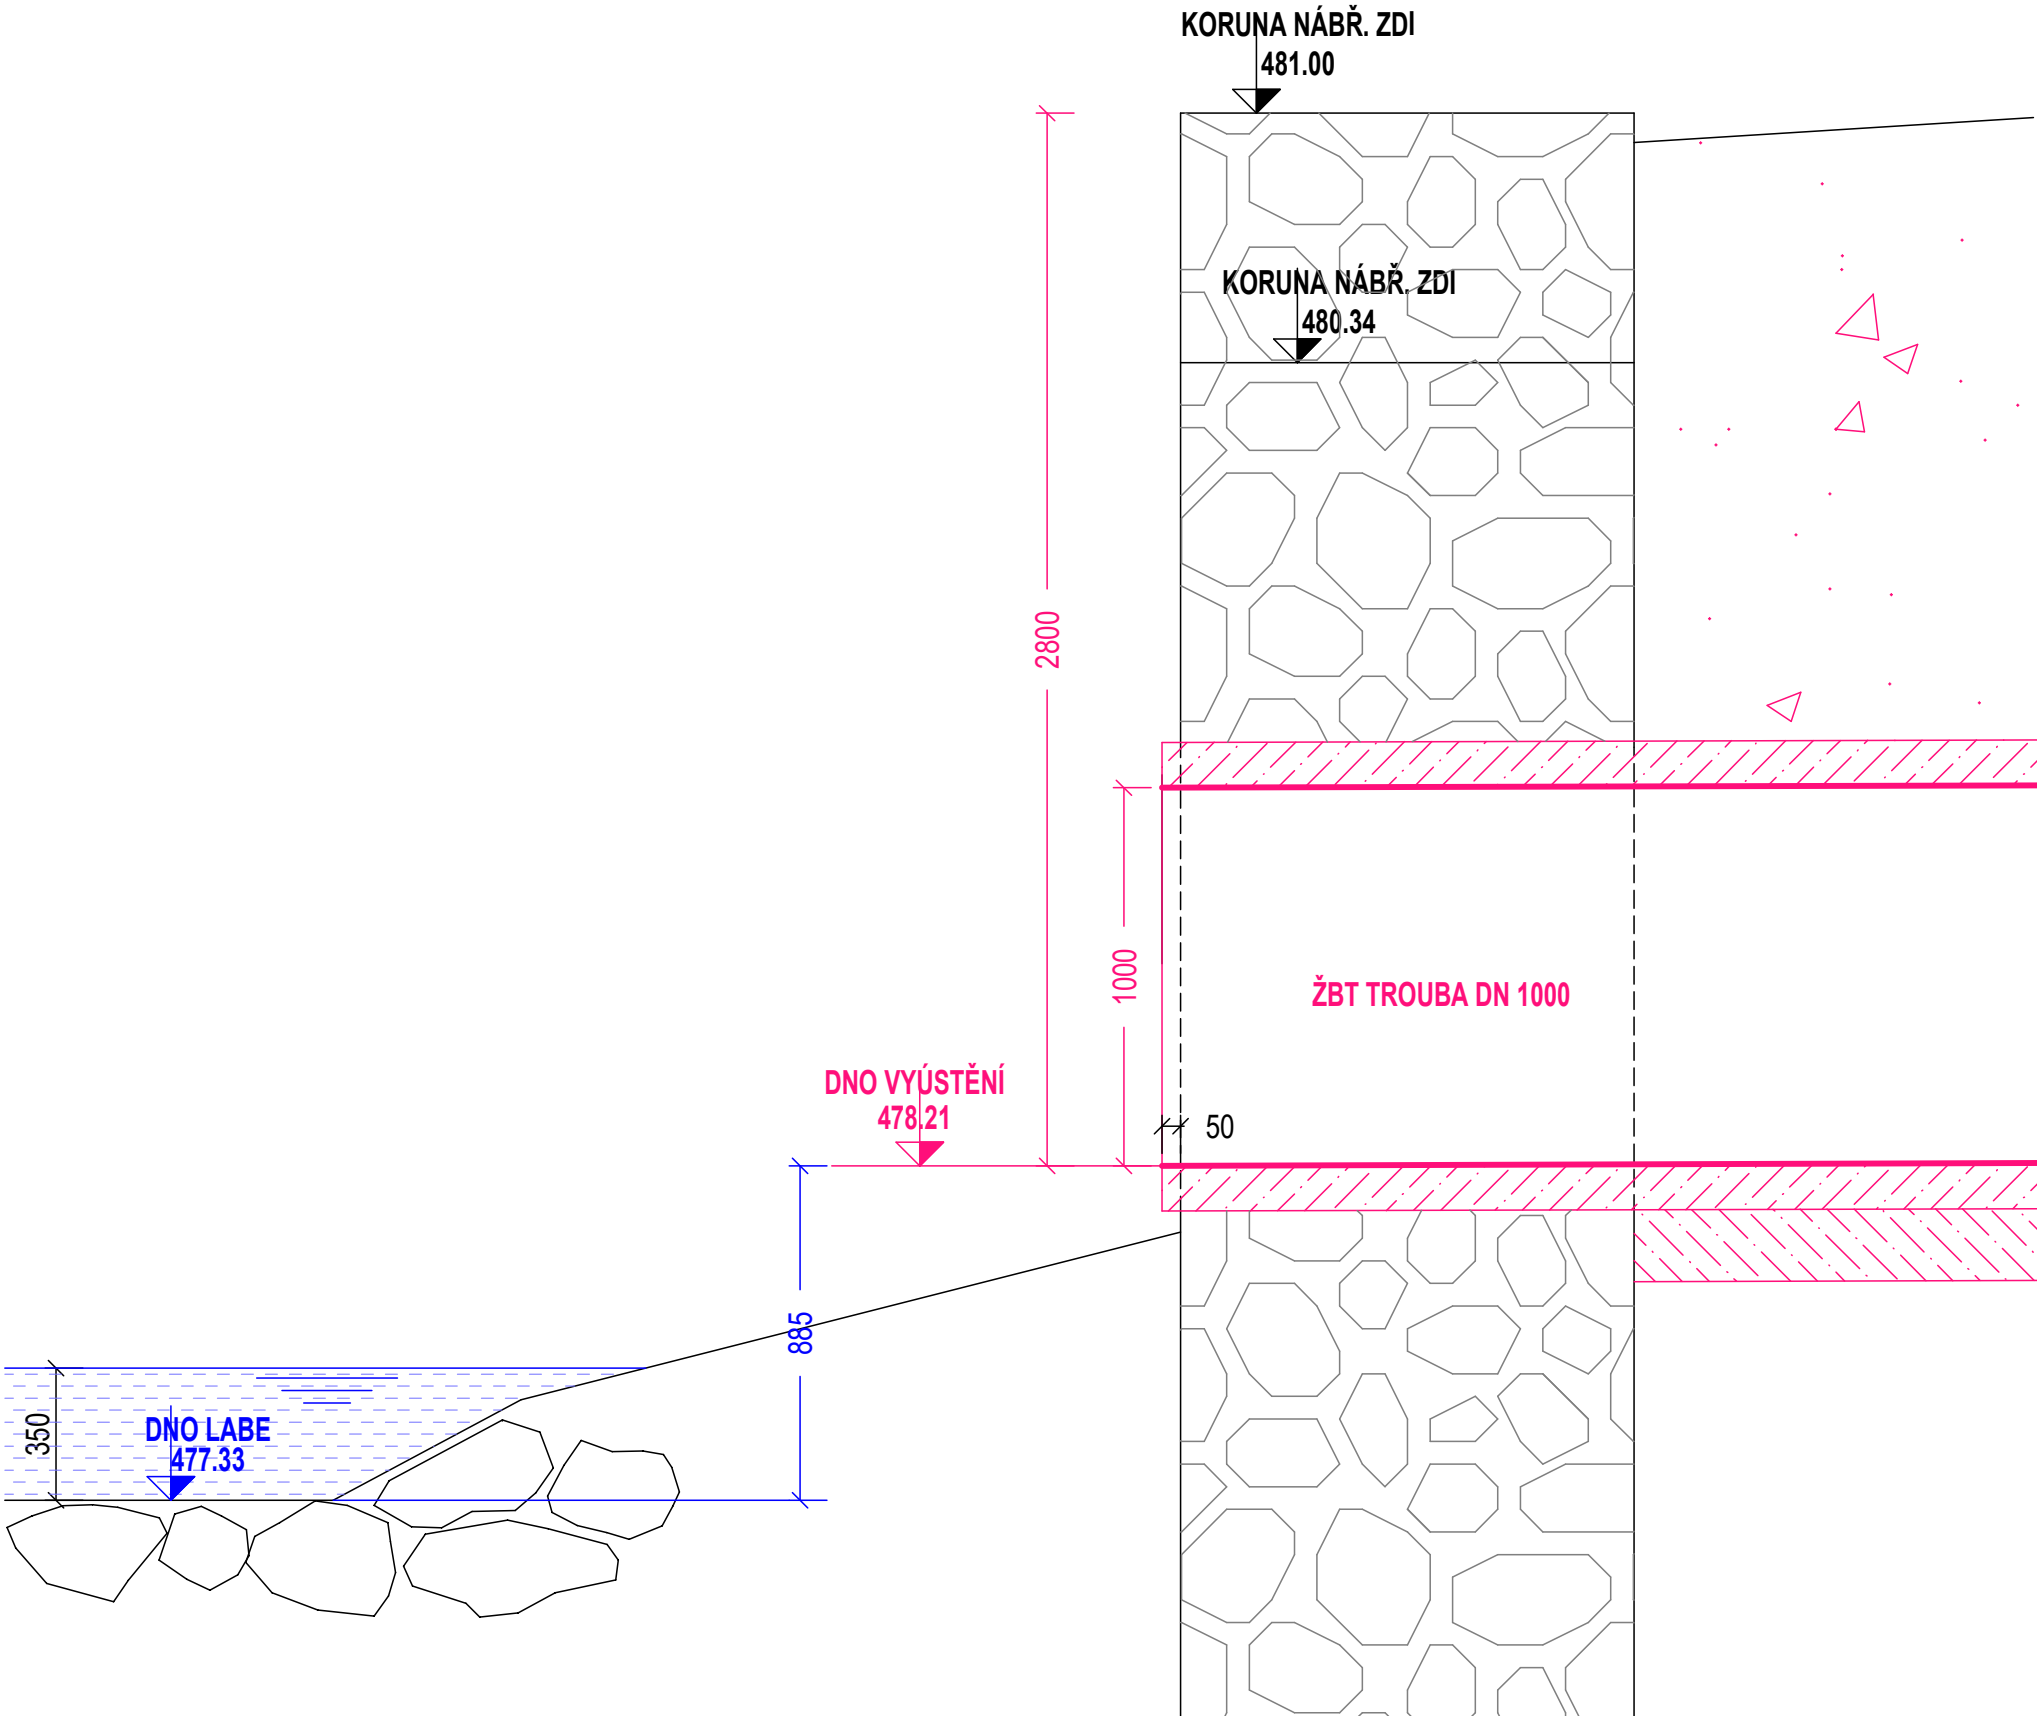 KORUNA NÁBŘ. ZDI
481.00
KORUNA NÁBŘ. ZDI
480.34
2800
1000
ŽBT TROUBA DN 1000
DNO VYÚSTĚNÍ
478.21
50
885
350
DNO LABE
477.33